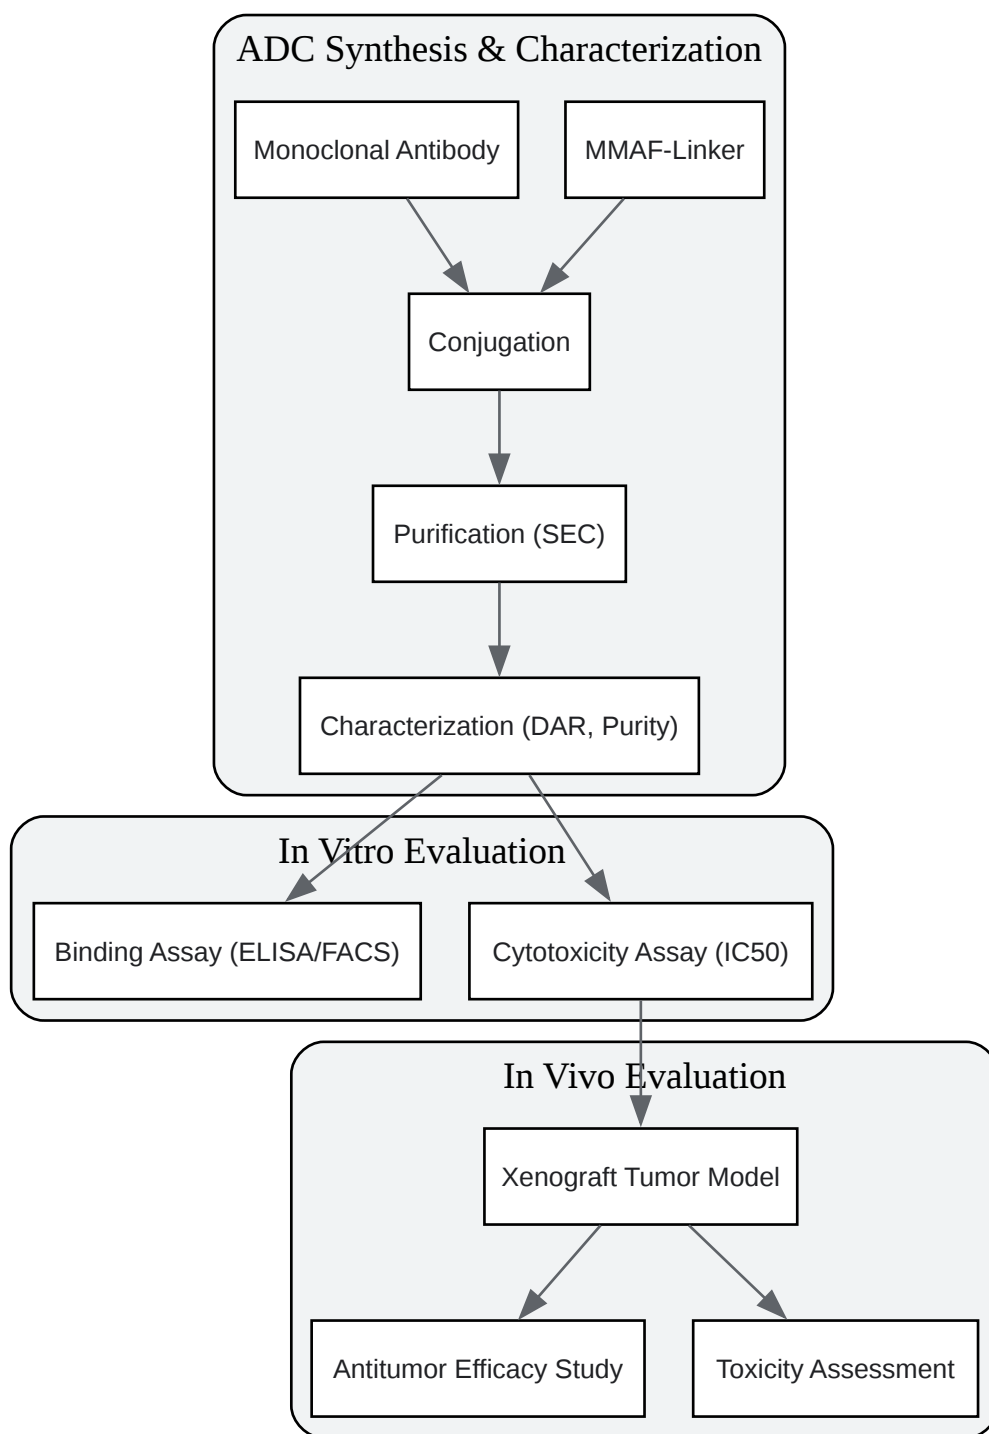 ADC Synthesis & Characterization
Monoclonal Antibody
MMAF-Linker
Conjugation
Purification (SEC)
Characterization (DAR, Purity)
In Vitro Evaluation
Binding Assay (ELISA/FACS)
Cytotoxicity Assay (IC50)
In Vivo Evaluation
Xenograft Tumor Model
Antitumor Efficacy Study
Toxicity Assessment